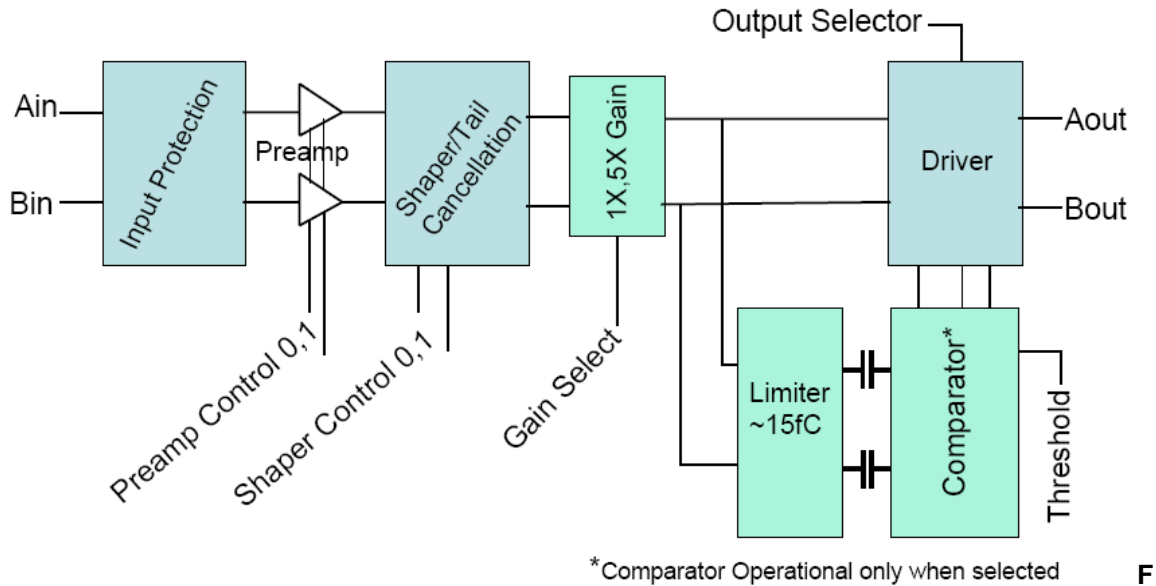 Output Selector
Ain
Bin
Input Protection
Preamp
Shaper/Tail
Cancellation
1X,5X Gain
Driver
Aout
Bout
Preamp Control 0,1
Shaper Control 0,1
Gain Select
Limiter
~15fC
Comparator*
Threshold
*Comparator Operational only when selected
F